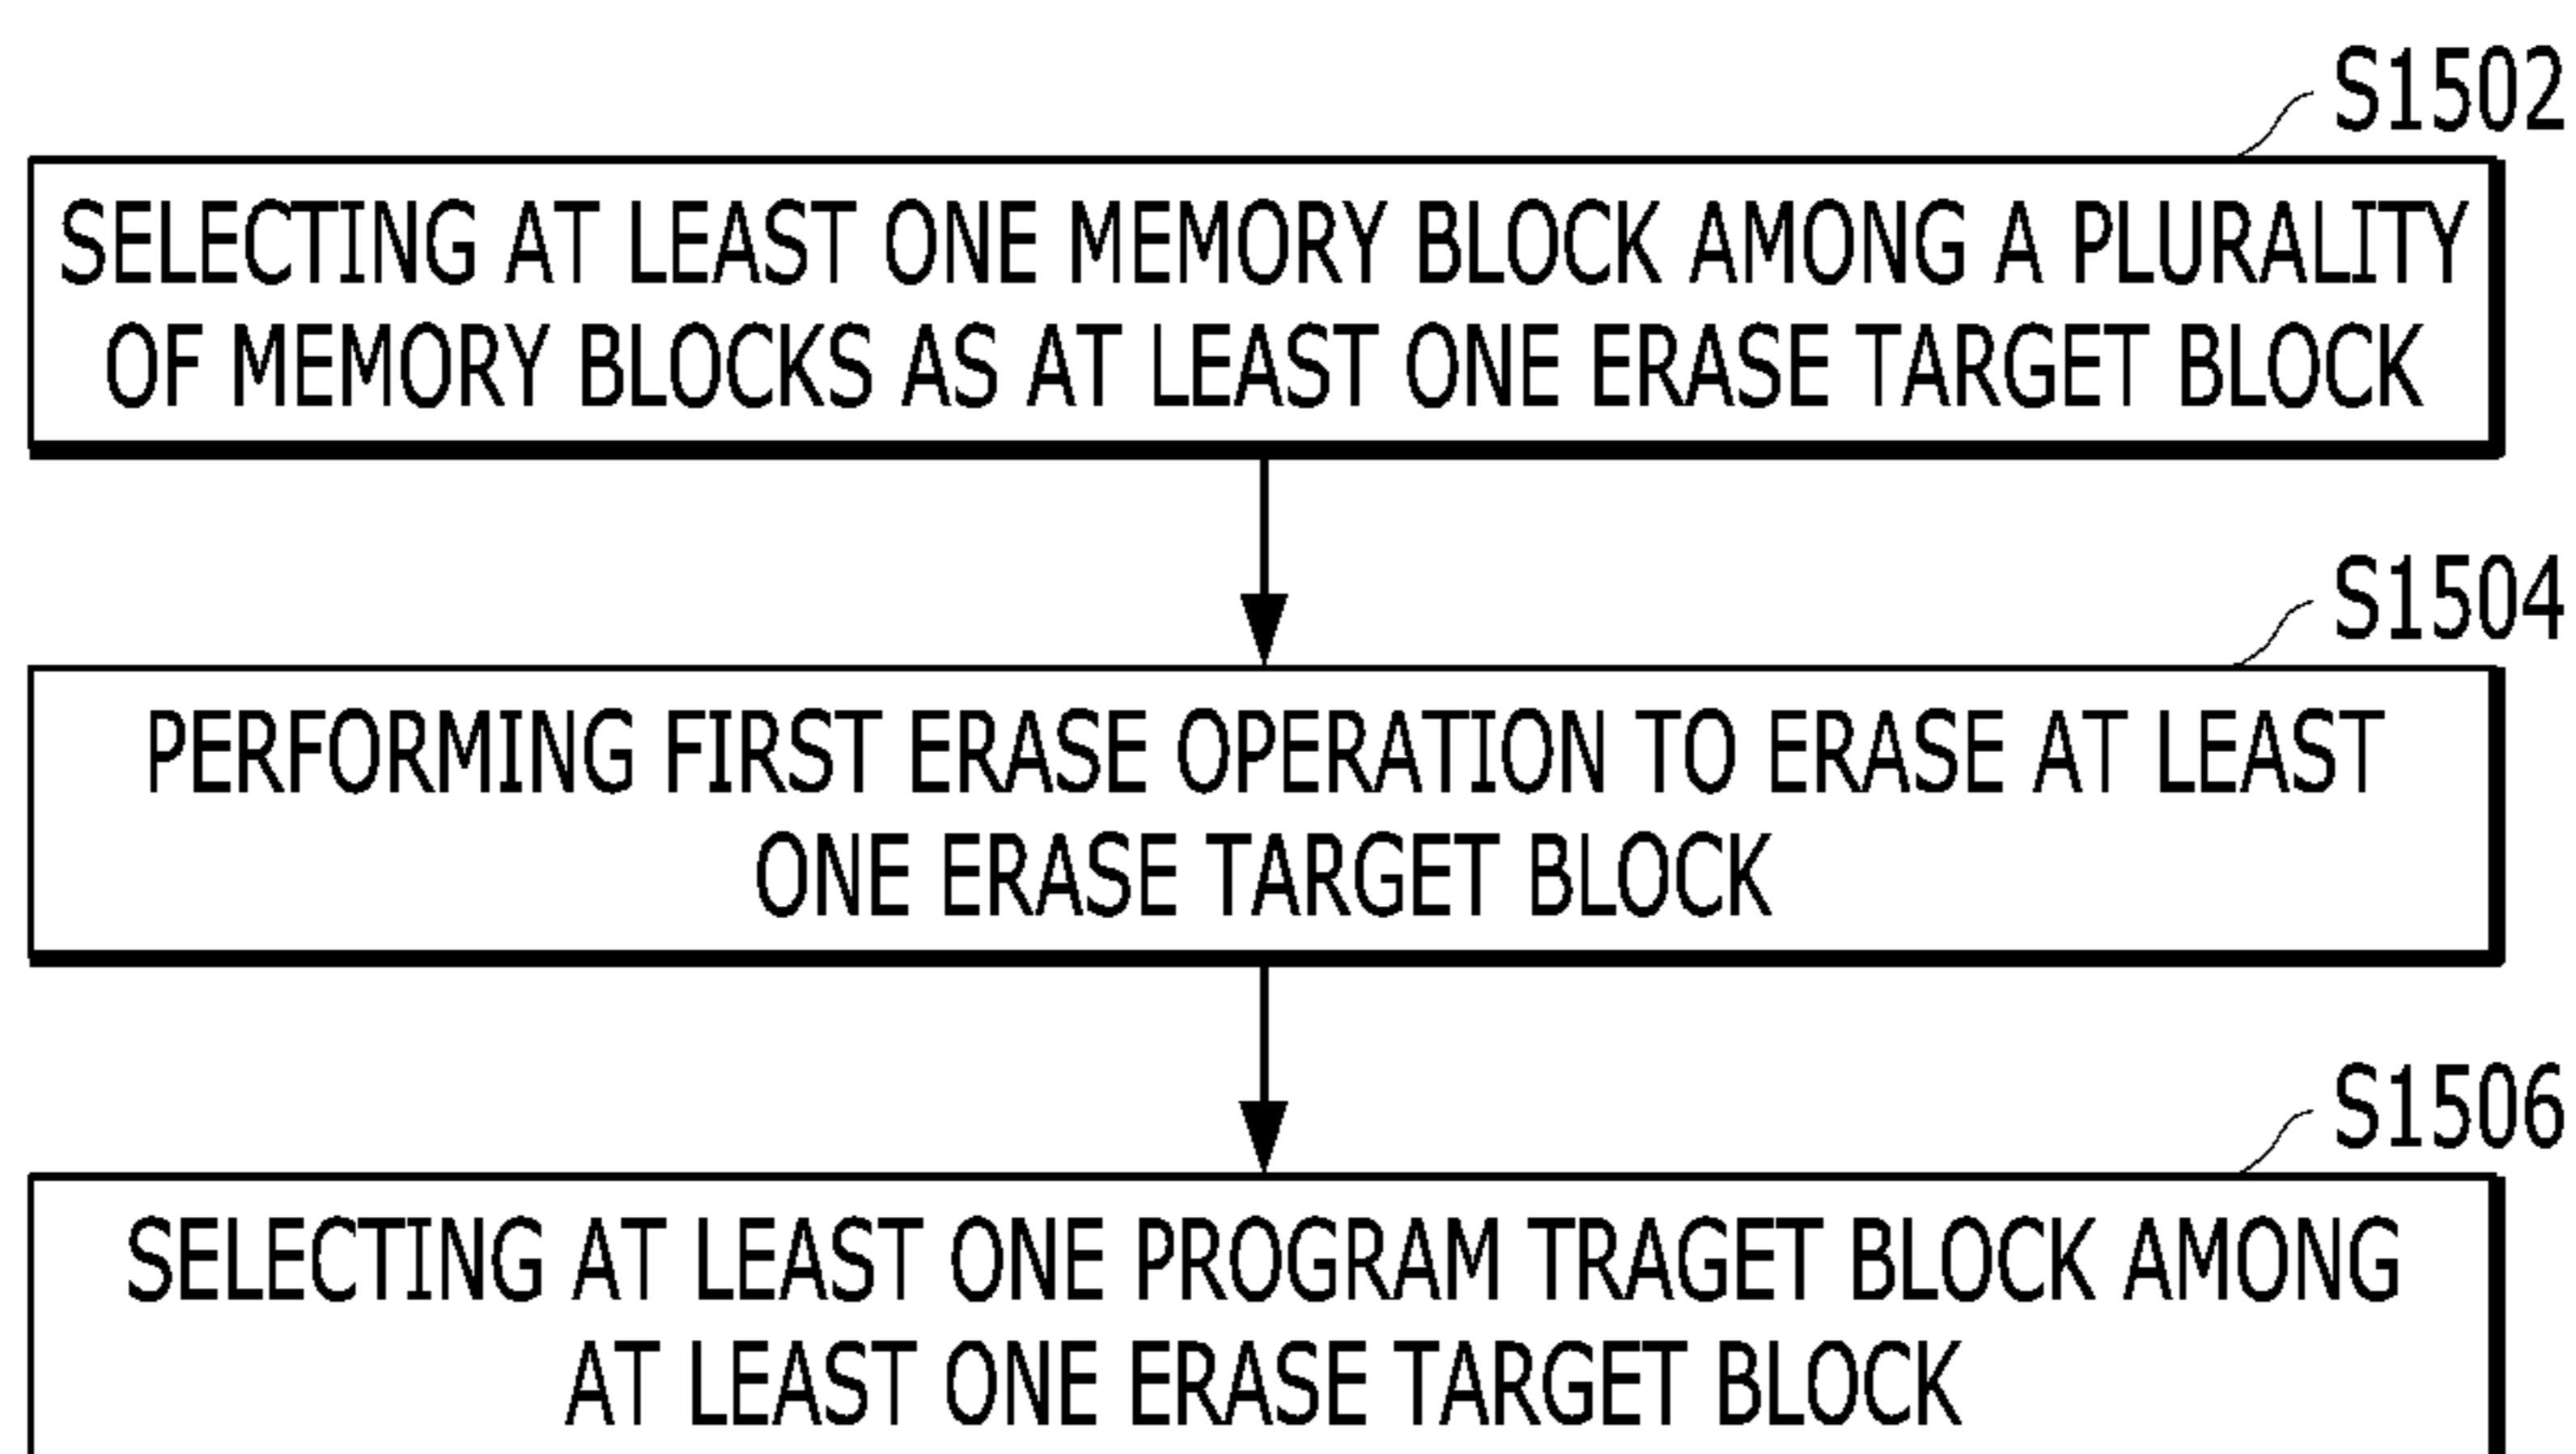 S1502
SELECTING AT LEAST ONE MEMORY BLOCK AMONG A PLURALITY
OF MEMORY BLOCKS AS AT LEAST ONE ERASE TARGET BLOCK
S1504
PERFORMING FIRST ERASE OPERATION TO ERASE AT LEAST
ONE ERASE TARGET BLOCK
S1506
SELECTING AT LEAST ONE PROGRAM TRAGET BLOCK AMONG
AT LEAST ONE ERASE TARGET BLOCK